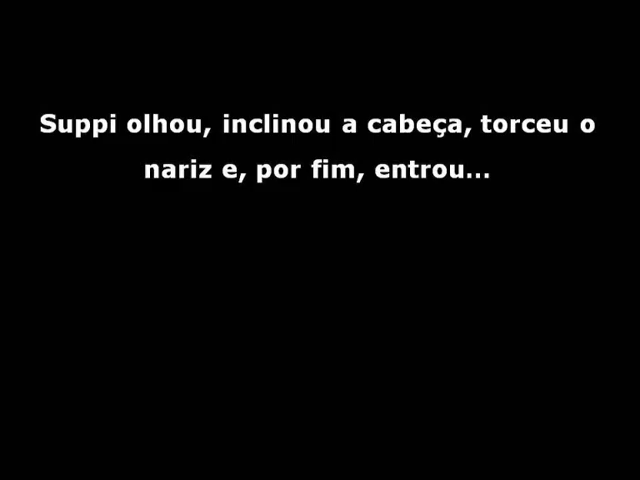 Suppi olhou, inclinou a cabeça, torceu o
nariz e, por fim, entrou...